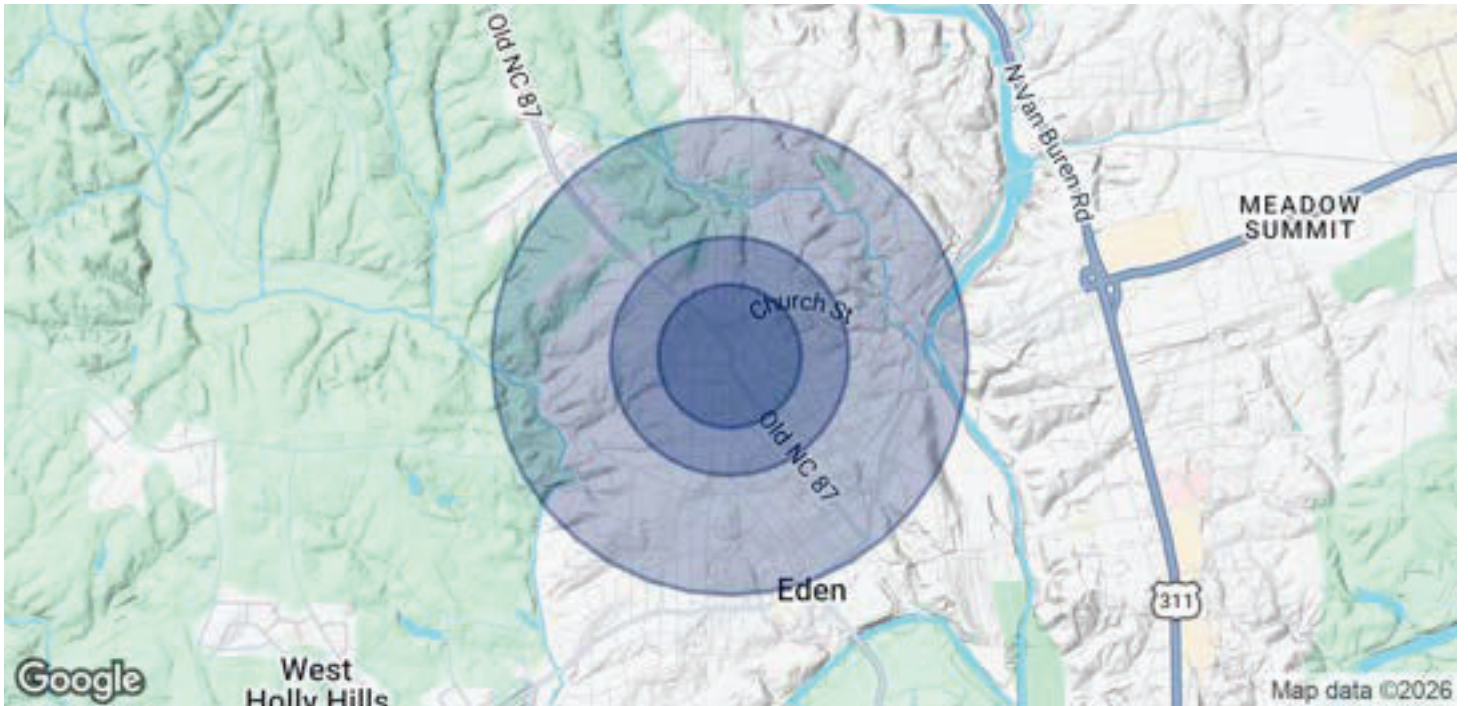 Old NC 87
N Van Buren Rd
MEADOW
SUMMIT
Church St
Old NC 87
Eden
311
West
Holly Hills
Google
Map data ©2026